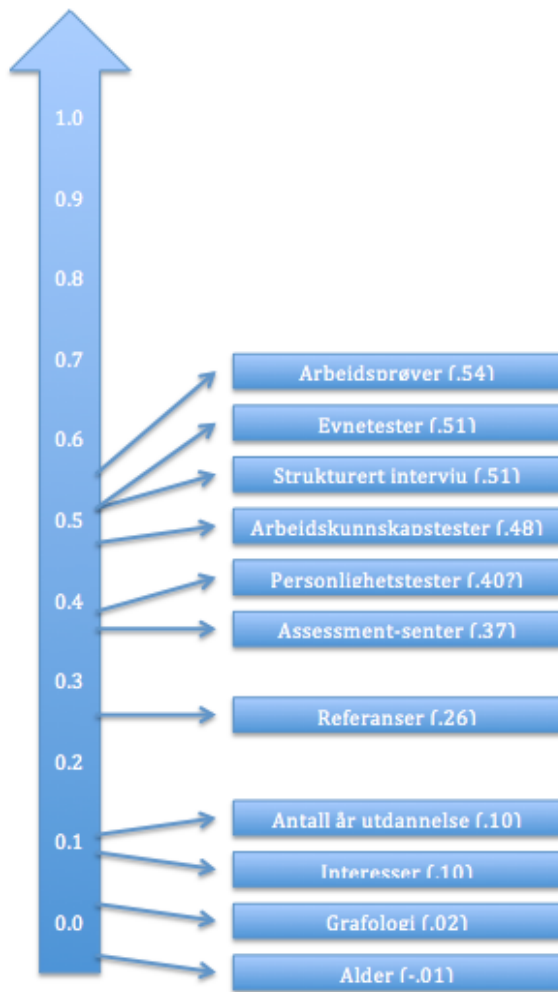 1.0
0.9
0.8
0.7
0.6
0.5
0.4
0.3
0.2
0.1
0.0
Arbeidsprøver (.54)
Evnetester (.51)
Strukturert intervju (.51)
Arbeidskunnskapstester (.48)
Personlighetstester (.40?)
Assessment-senter (.37)
Referanser (.26)
Antall år utdannelse (.10)
Interesser (.10)
Grafologi (.02)
Alder (-.01)